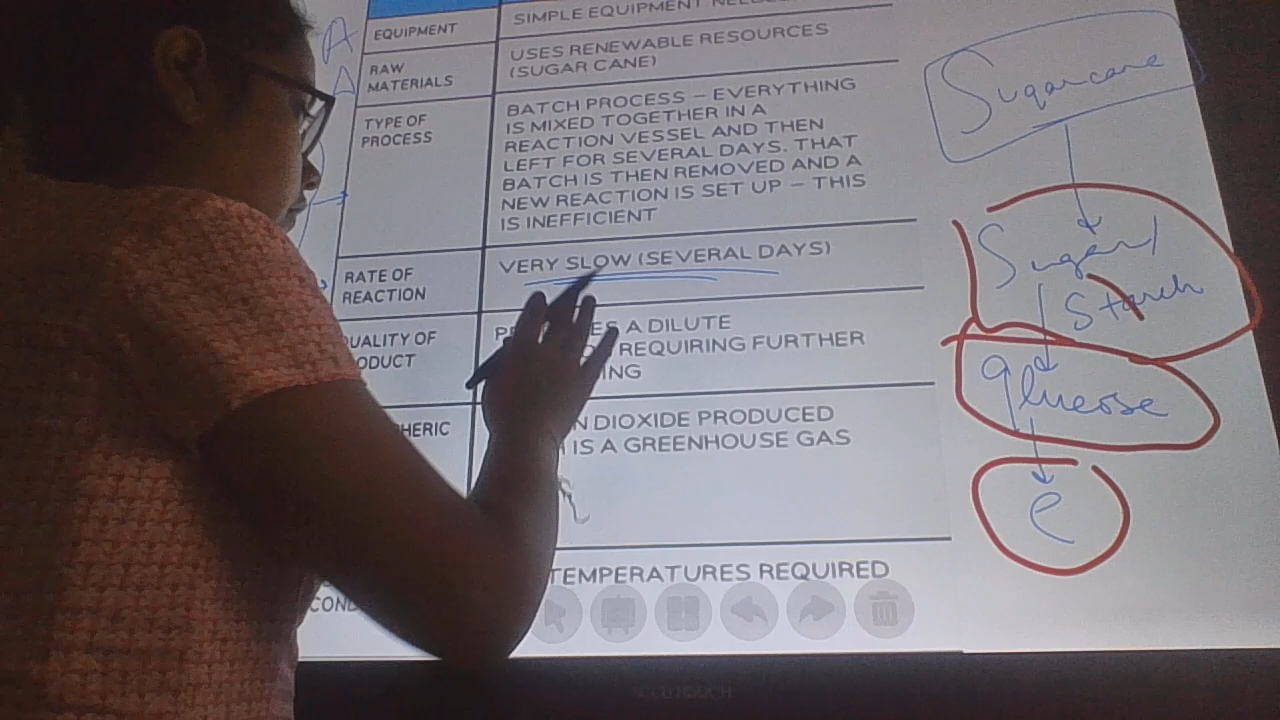 EQUIPMENT
SIMPLE EQUIPMENT
RAW
MATERIALS
USES RENEWABLE RESOURCES
(SUGAR CANE)
TYPE OF
PROCESS
BATCH PROCESS – EVERYTHING
IS MIXED TOGETHER IN A
REACTION VESSEL AND THEN
LEFT FOR SEVERAL DAYS. THAT
BATCH IS THEN REMOVED AND A
NEW REACTION IS SET UP – THIS
IS INEFFICIENT
RATE OF
REACTION
VERY SLOW (SEVERAL DAYS)
UALITY OF
ODUCT
A DILUTE
REQUIRING FURTHER
ING
HERIC
N DIOXIDE PRODUCED
IS A GREENHOUSE GAS
TEMPERATURES REQUIRED
COND
A
A
Sugarcane
Sugar/
Starch
glucose
e